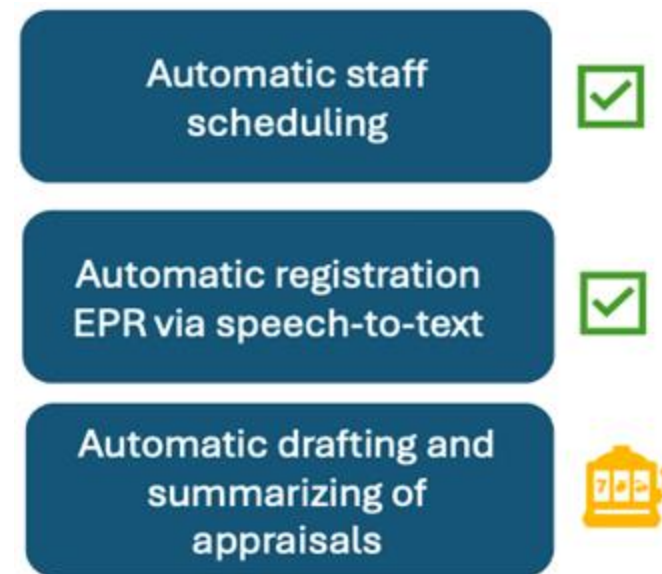 Automatic staff
scheduling
Automatic registration
EPR via speech-to-text
Automatic drafting and
summarizing of
appraisals